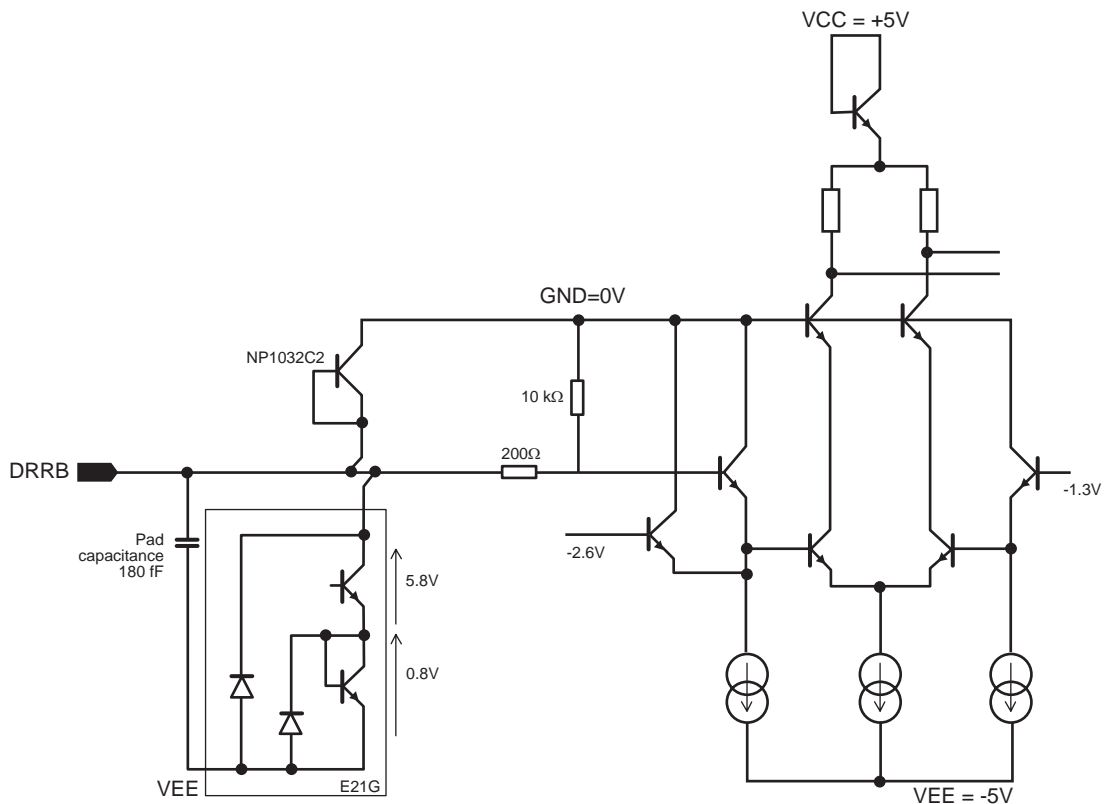 VCC = +5V
GND=0V
NP1032C2
10 kΩ
200Ω
DRRB
-1.3V
Pad
capacitance
180 fF
-2.6V
5.8V
0.8V
VEE
E21G
VEE = -5V